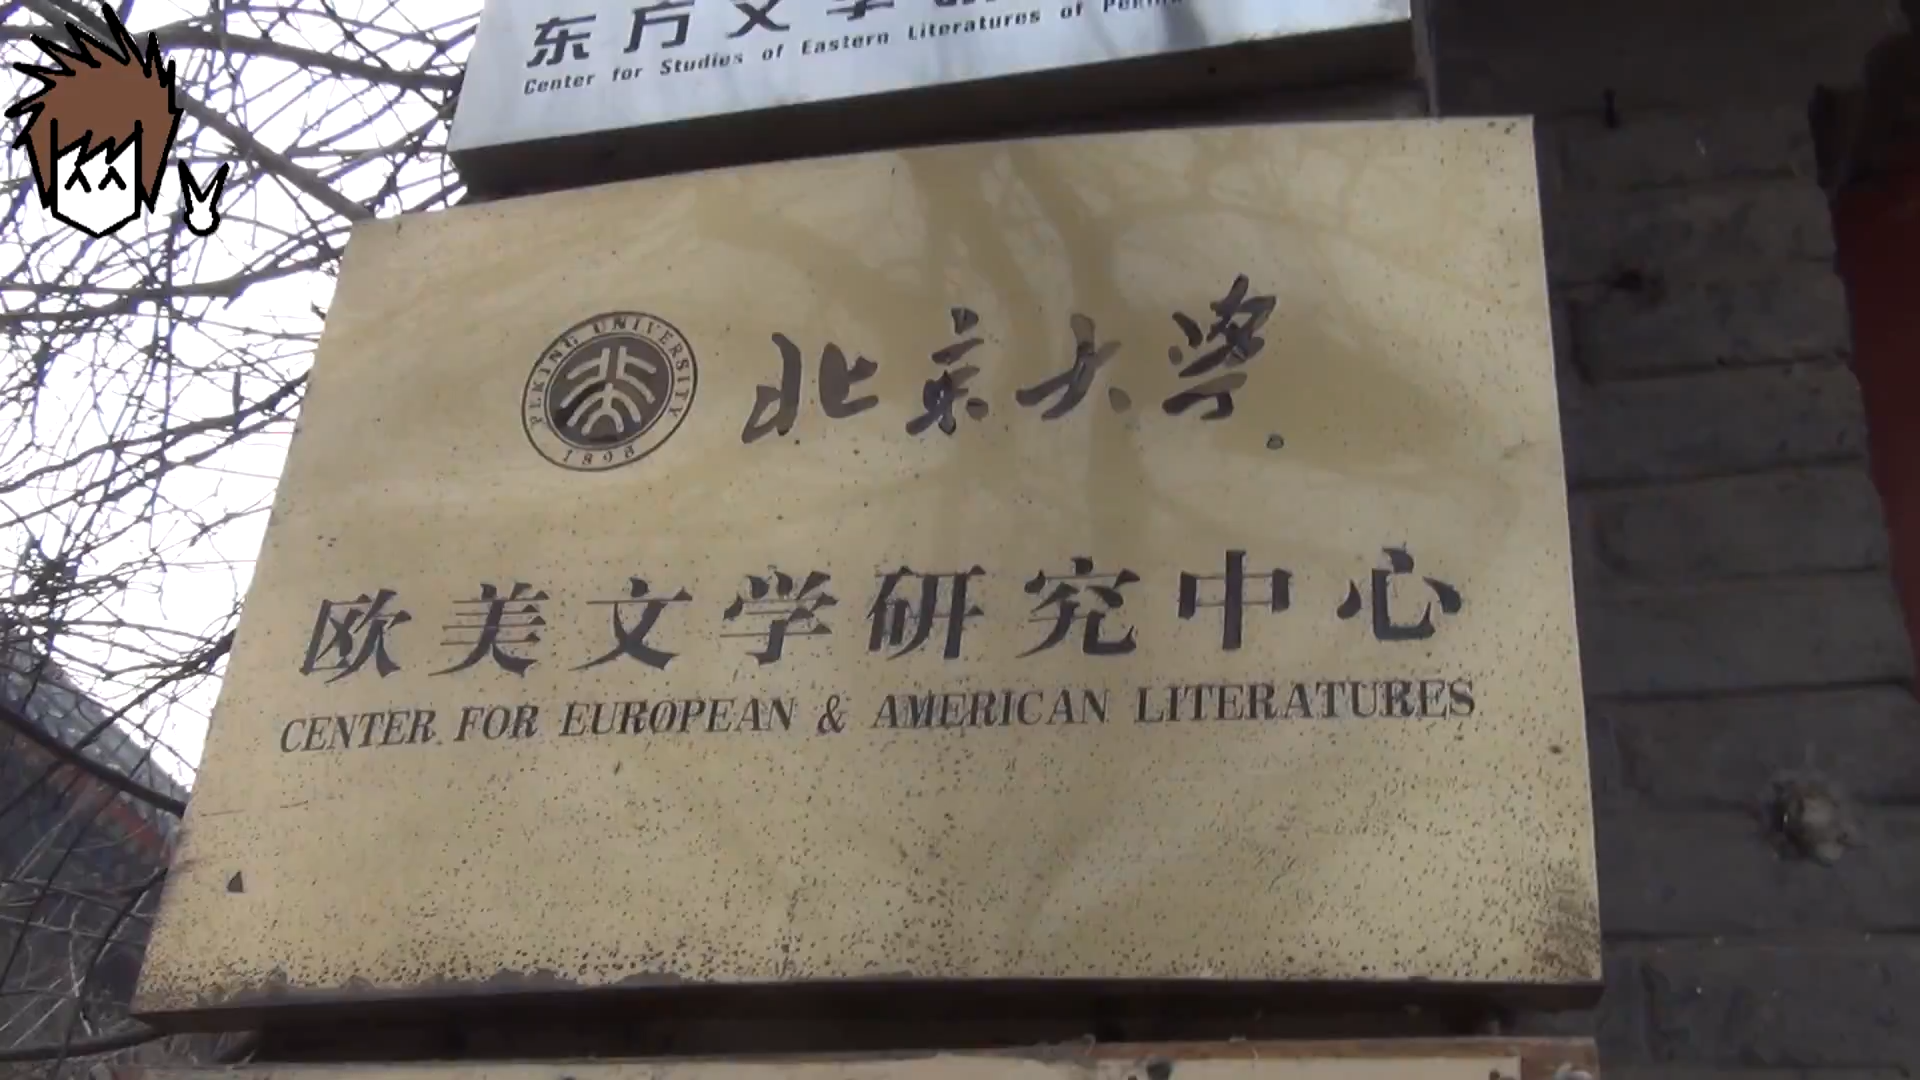 东方文学
Center for Studies of Eastern Literatures of
PEKING UNIVERSITY
1898
北京大学
欧美文学研究中心
CENTER FOR EUROPEAN & AMERICAN LITERATURES